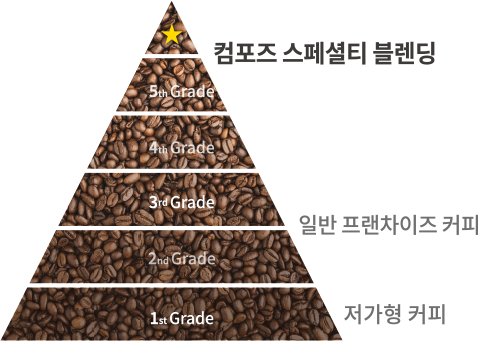 컴포즈 스페셜티 블렌딩
5th Grade
4th Grade
3rd Grade
일반 프랜차이즈 커피
2nd Grade
1st Grade
저가형 커피